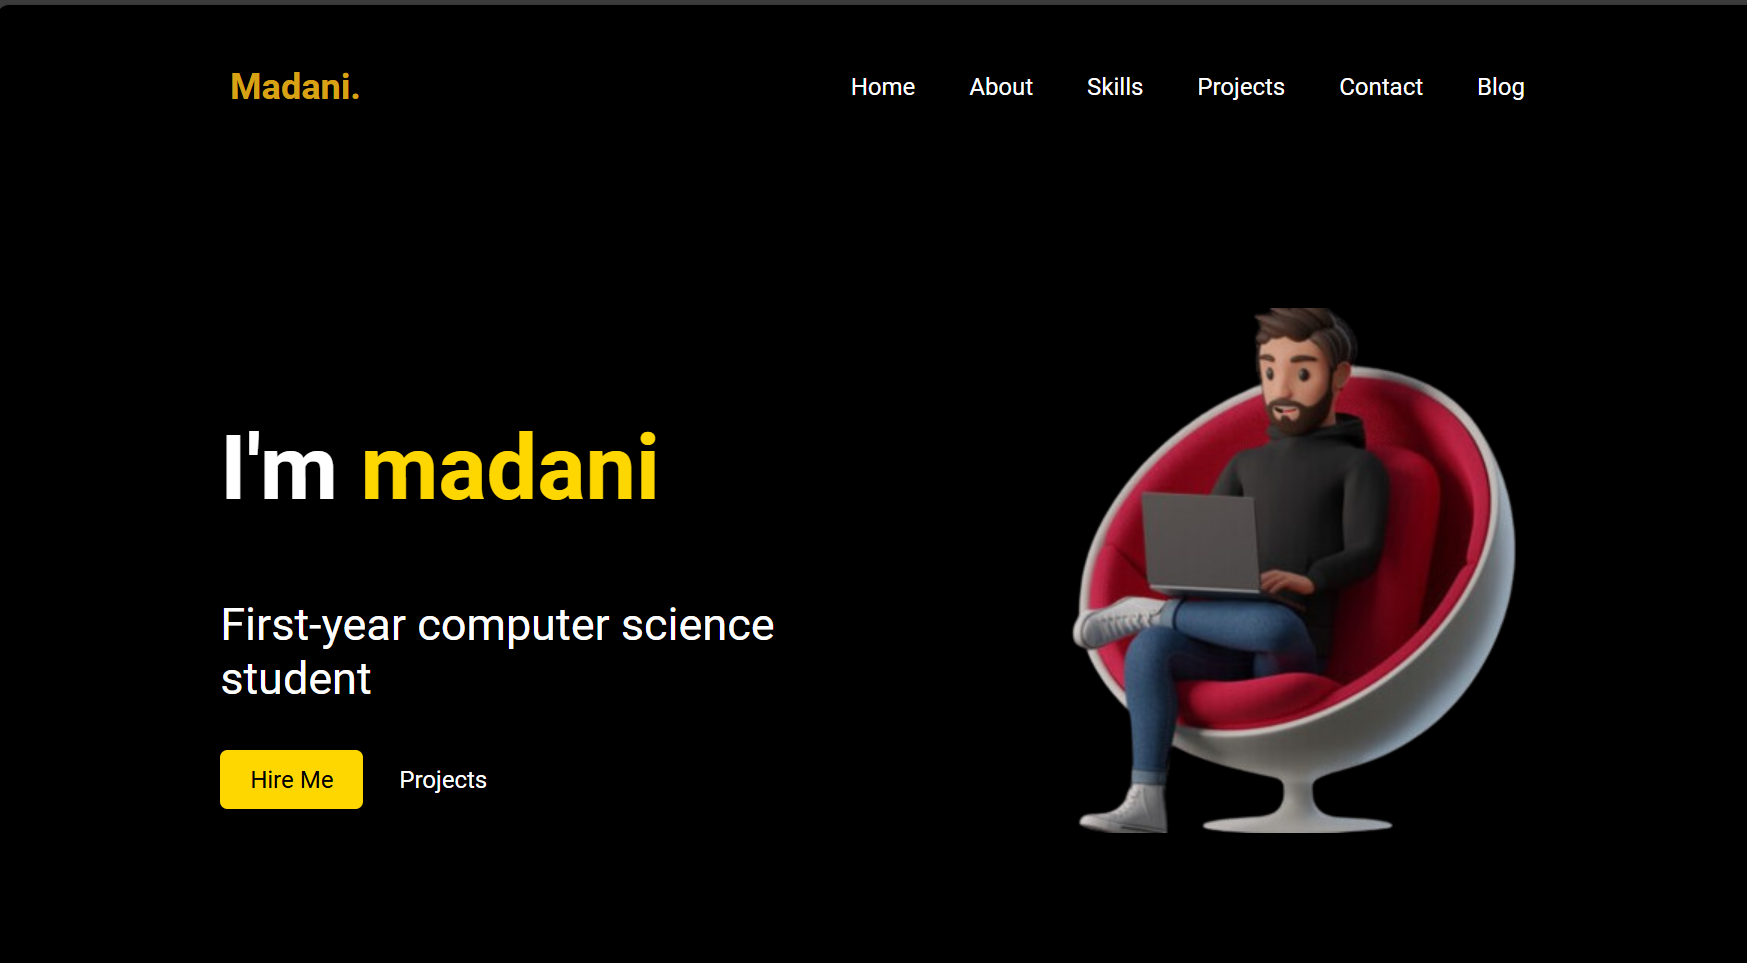 Madani.
Home About Skills Projects Contact Blog
I'm madani
First-year computer science
student
Hire Me
Projects